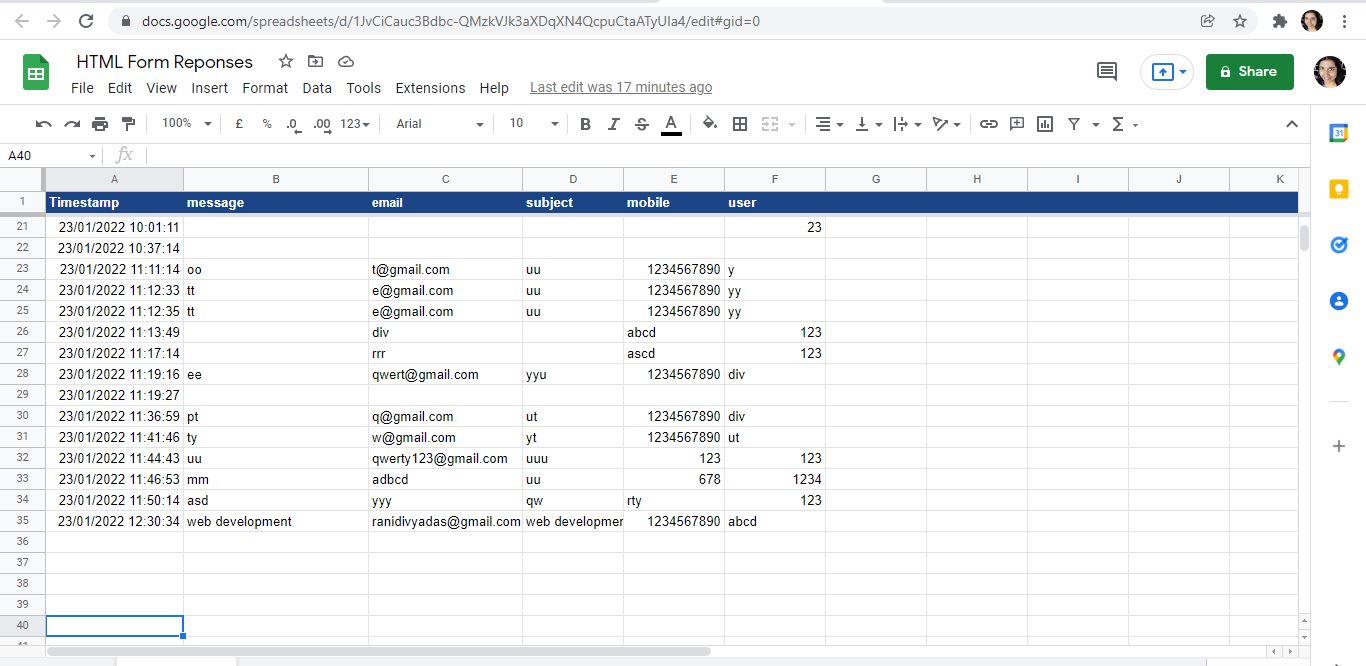 docs.google.com/spreadsheets/d/1JvCiCauc3Bdbc-QMzkVJk3aXDqXN4QcpuCtaATyUIa4/edit#gid=0
HTML Form Reponses
File Edit View Insert Format Data Tools Extensions Help Last edit was 17 minutes ago
Share
100% £ % .0 .00 123 Arial 10 B I S A Σ
31
A40 fx
A B C D E F G H I J K
1 Timestamp message email subject mobile user
21 23/01/2022 10:01:11 23
22 23/01/2022 10:37:14
23 23/01/2022 11:11:14 oo t@gmail.com uu 1234567890 y
24 23/01/2022 11:12:33 tt e@gmail.com uu 1234567890 yy
25 23/01/2022 11:12:35 tt e@gmail.com uu 1234567890 yy
26 23/01/2022 11:13:49 div abcd 123
27 23/01/2022 11:17:14 rrr ascd 123
28 23/01/2022 11:19:16 ee qwert@gmail.com yyu 1234567890 div
29 23/01/2022 11:19:27
30 23/01/2022 11:36:59 pt q@gmail.com ut 1234567890 div
31 23/01/2022 11:41:46 ty w@gmail.com yt 1234567890 ut
32 23/01/2022 11:44:43 uu qwerty123@gmail.com uuu 123 123
33 23/01/2022 11:46:53 mm adbcd uu 678 1234
34 23/01/2022 11:50:14 asd yyy qw rty 123
35 23/01/2022 12:30:34 web development ranidivyadas@gmail.com web developmer 1234567890 abcd
36
37
38
39
40